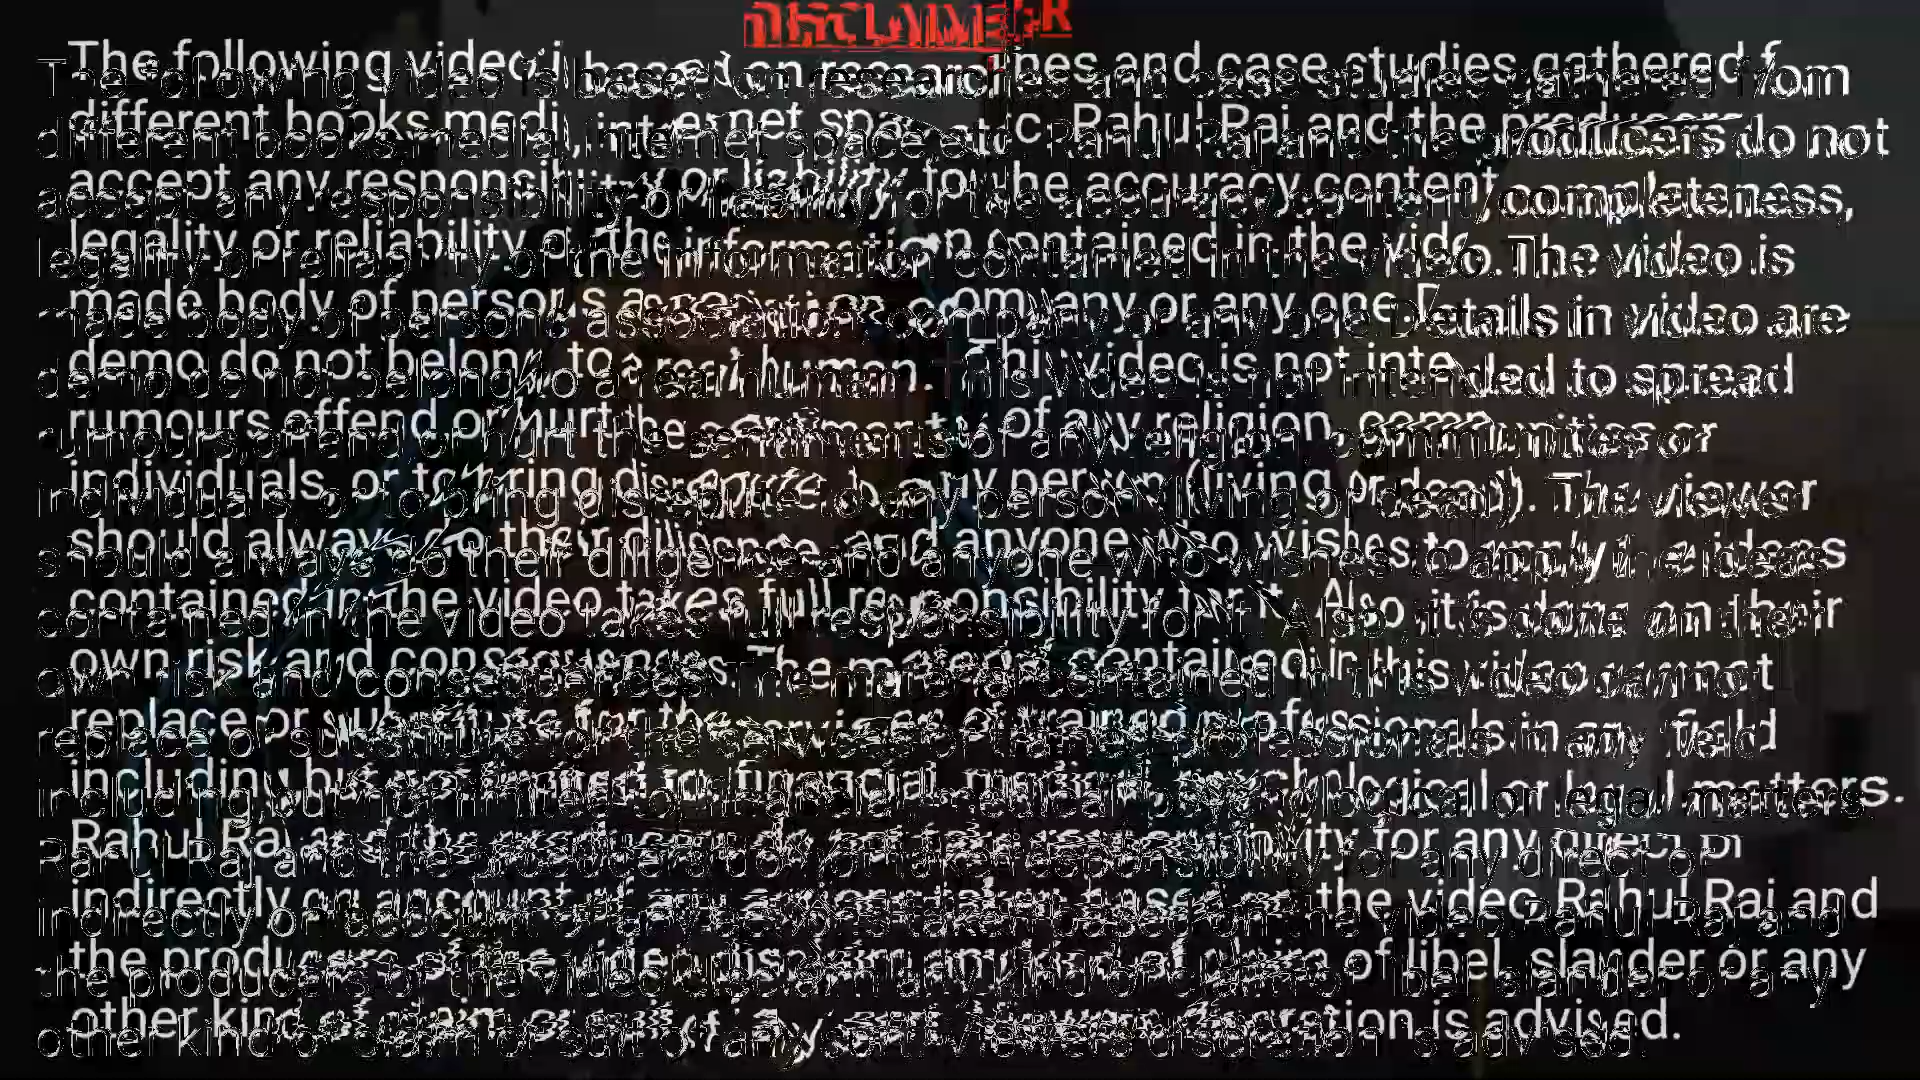 DISCLAIMER
The following video is based on researches and case studies gathered from
different books, media, internet space etc. Rahul Raj and the producers do not
accept any responsibility or liability for the accuracy, content, completeness,
legality or reliability of the information contained in the video. The video is
made body of persons association company or any one Details in video are
demo do not belong to a real human. This video is not intended to spread
rumours offend or hurt the sentiments of any religion, communities or
individuals, or to bring disrepute to any person (living or dead). The viewer
should always do their diligence and anyone who wishes to apply the ideas
contained in the video takes full responsibility for it. Also, it is done on their
own risk and consequences. The material contained in this video cannot
replace or substitute for the services of trained professionals in any field
including, but not limited to, financial, medical, psychological or legal matters.
Rahul Raj and the producers do not take responsibility for any direct or
indirectly on account of any actions taken based on the video Rahul Raj and
the producers of the video disclaim any kind of claim of libel, slander or any
other kind of claim or suit of any sort. Viewers discretion is advised.